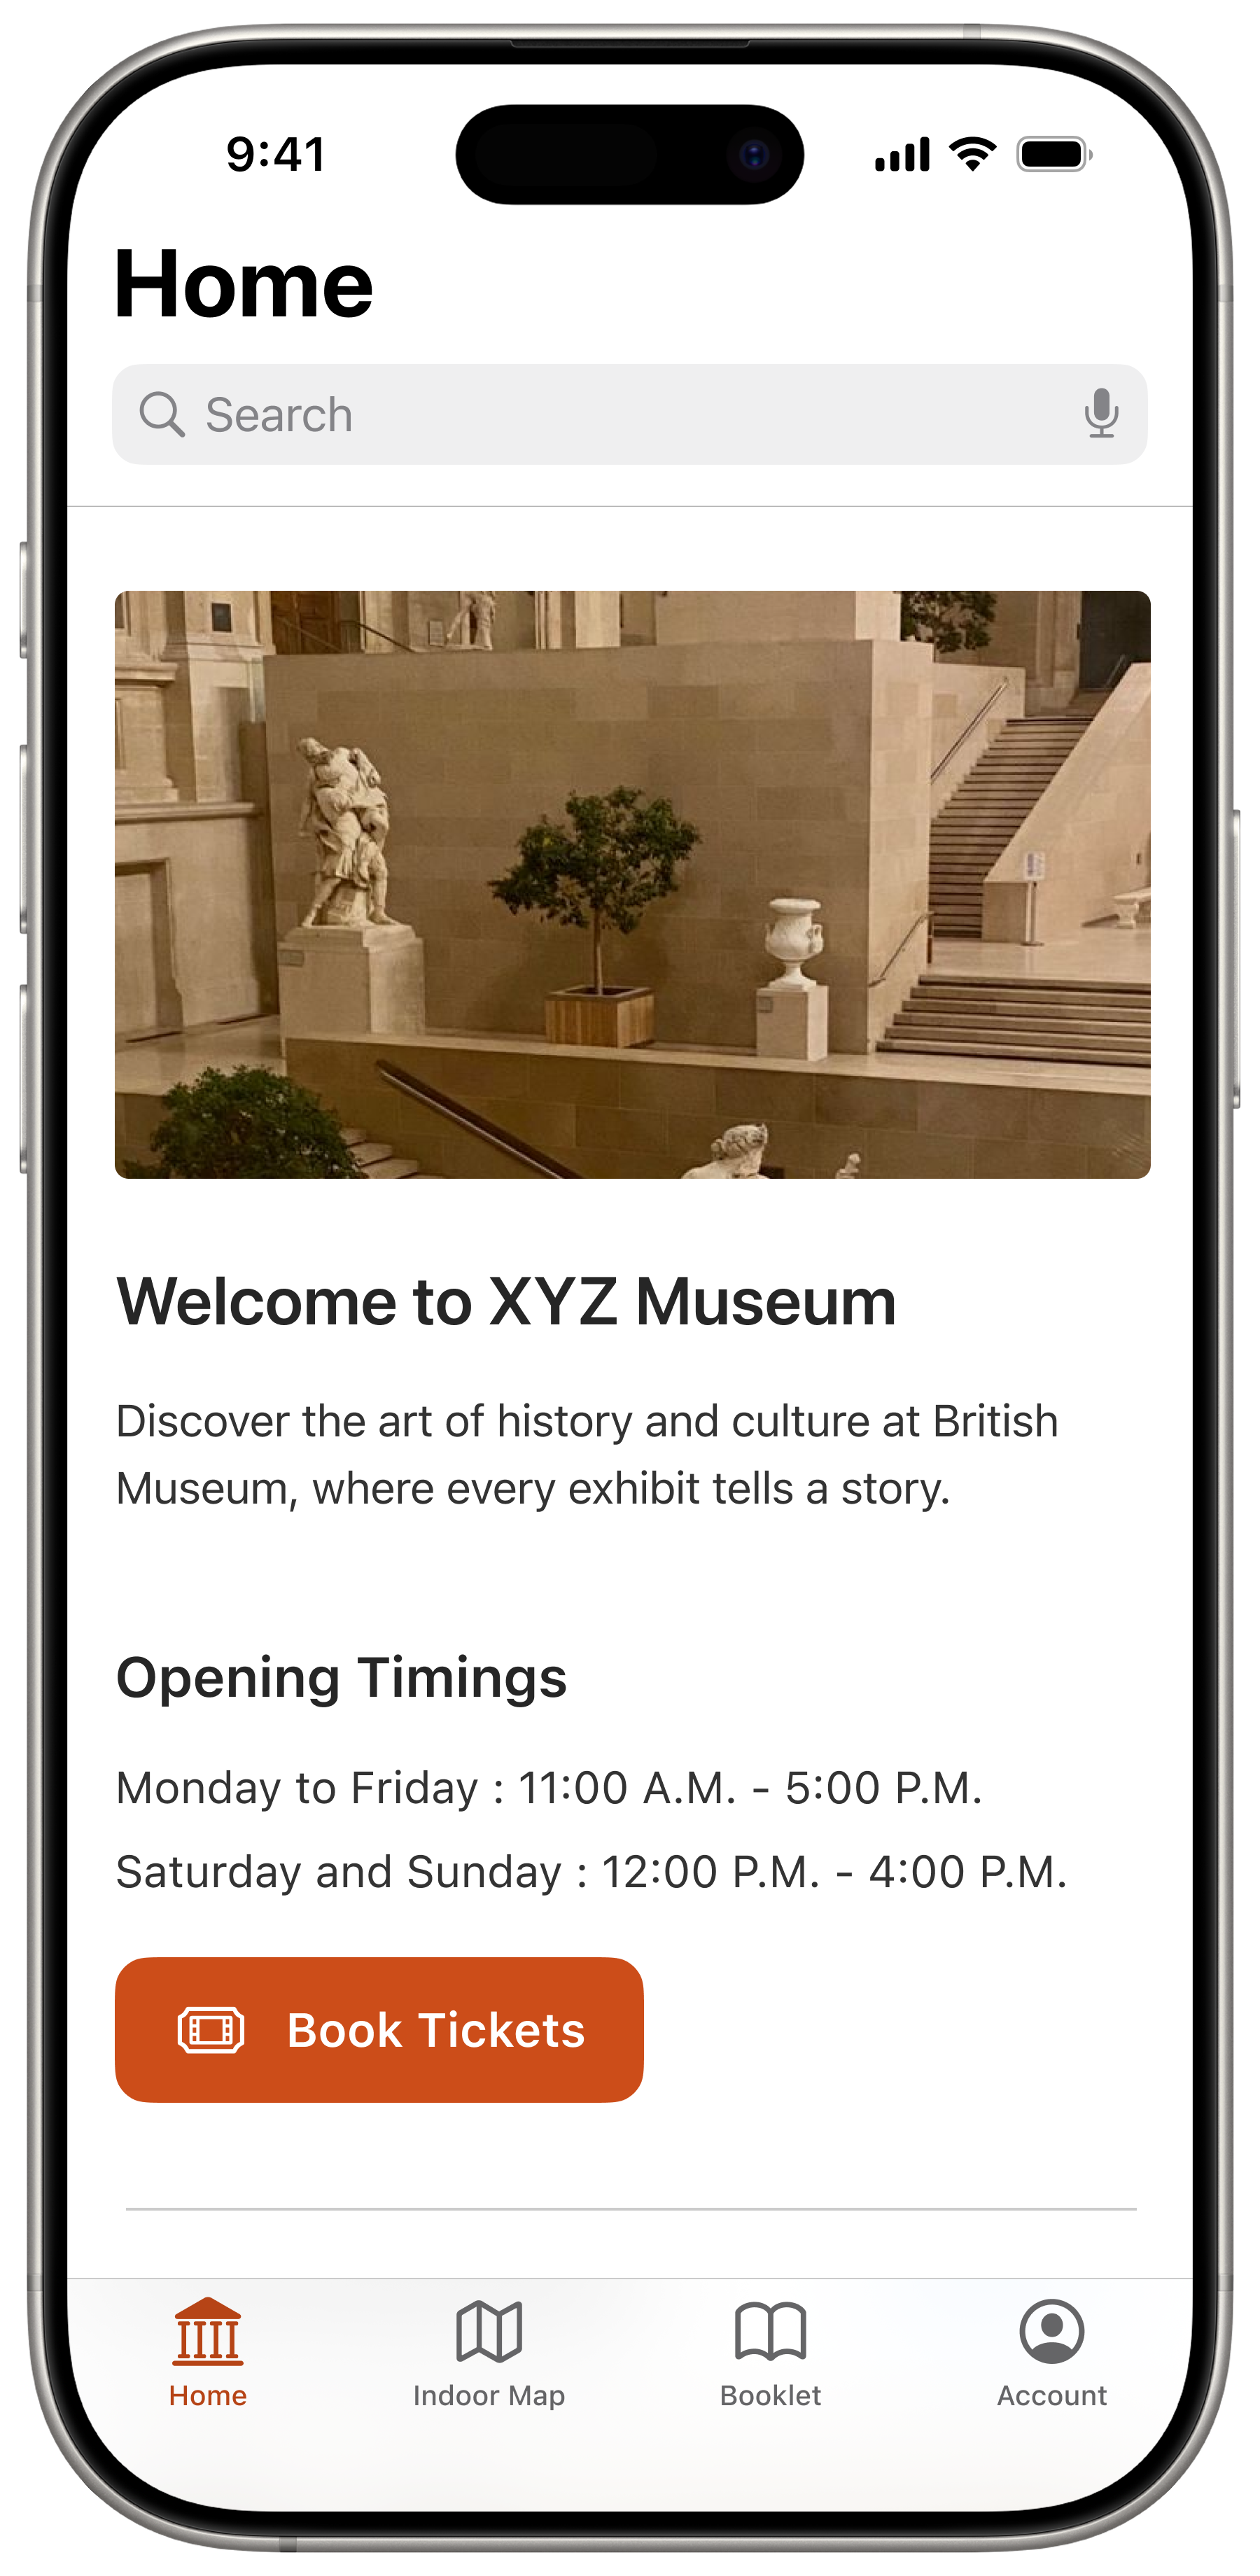 9:41
Home
Search
Welcome to XYZ Museum
Discover the art of history and culture at British
Museum, where every exhibit tells a story.
Opening Timings
Monday to Friday : 11:00 A.M. - 5:00 P.M.
Saturday and Sunday : 12:00 P.M. - 4:00 P.M.
Book Tickets
Home
Indoor Map
Booklet
Account